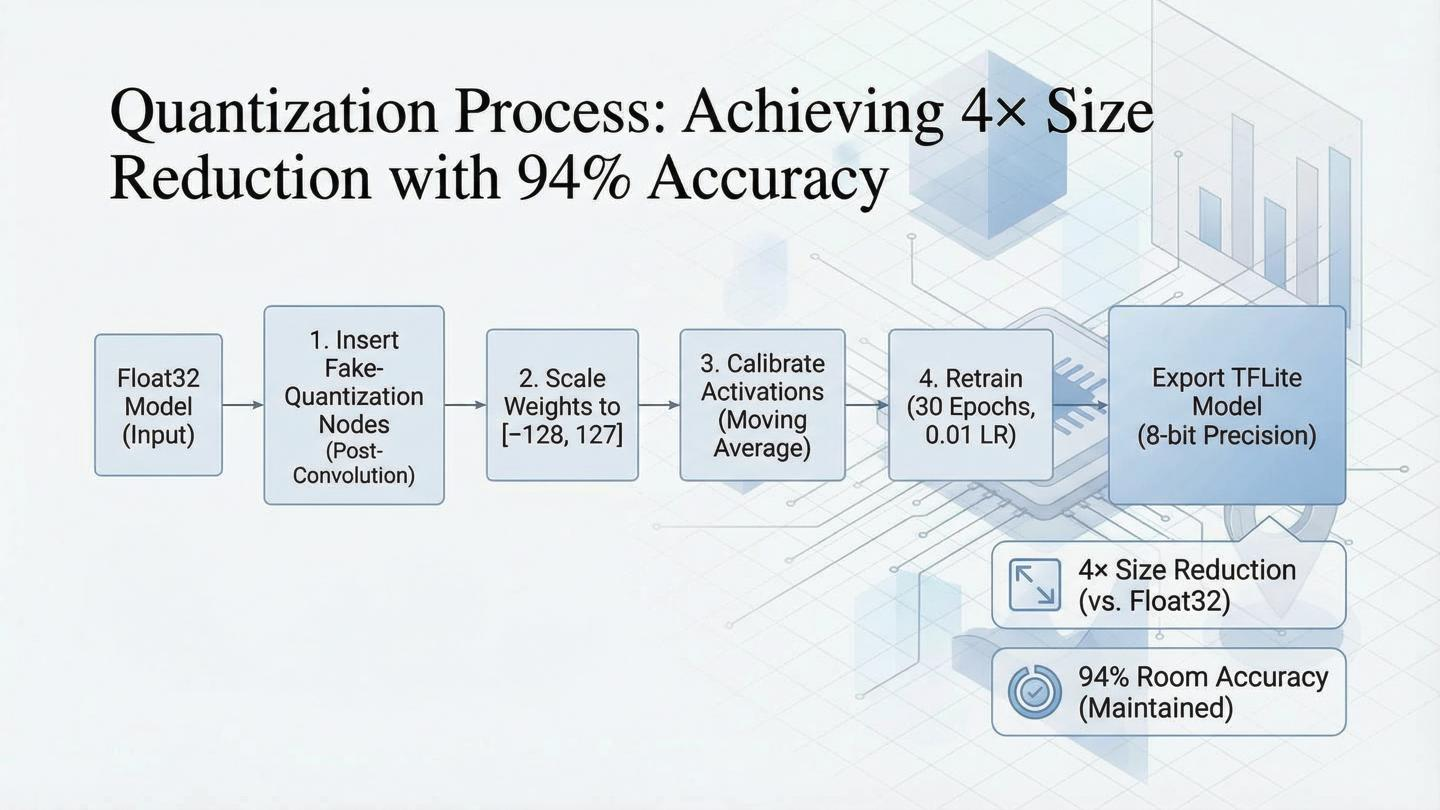 Quantization Process: Achieving 4× Size
Reduction with 94% Accuracy
Float32
Model
(Input)
1. Insert
Fake-
Quantization
Nodes
(Post-
Convolution)
2. Scale
Weights to
[−128, 127]
3. Calibrate
Activations
(Moving
Average)
4. Retrain
(30 Epochs,
0.01 LR)
Export TFLite
Model
(8-bit Precision)
4× Size Reduction
(vs. Float32)
94% Room Accuracy
(Maintained)